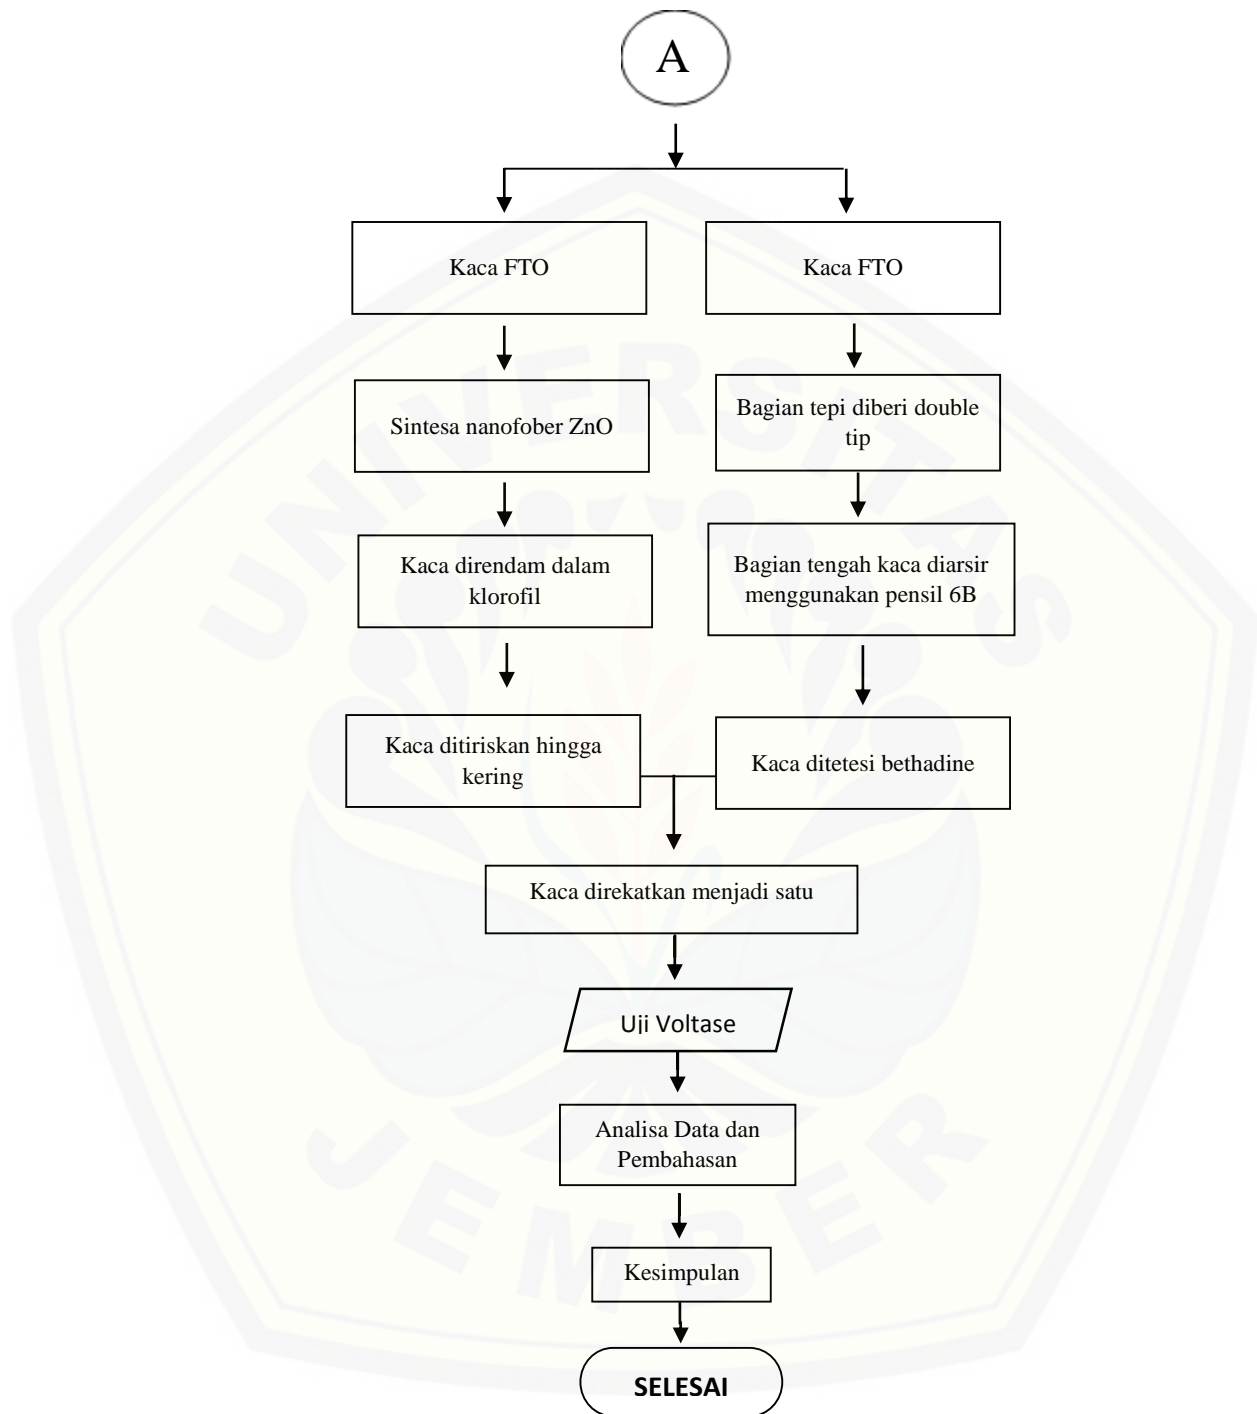 A
Kaca FTO
Kaca FTO
Sintesa nanofober ZnO
Bagian tepi diberi double
tip
Kaca direndam dalam
klorofil
Bagian tengah kaca diarsir
menggunakan pensil 6B
Kaca ditiriskan hingga
kering
Kaca ditetesi bethadine
Kaca direkatkan menjadi satu
Uji Voltase
Analisa Data dan
Pembahasan
Kesimpulan
SELESAI
UNIVERSITAS
JEMBER